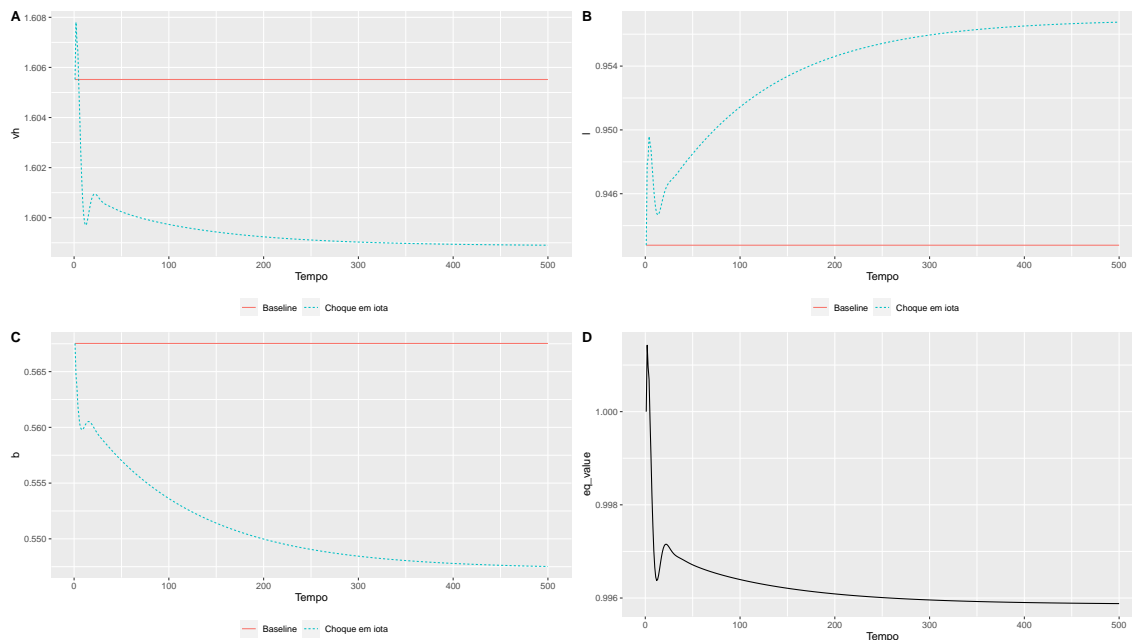 A
vh
1.608
1.606
1.604
1.602
1.600
0 100 200 300 400 500
Tempo
Baseline Choque em iota
B
l
0.954
0.950
0.946
0 100 200 300 400 500
Tempo
Baseline Choque em iota
C
b
0.565
0.560
0.555
0.550
0 100 200 300 400 500
Tempo
Baseline Choque em iota
D
eq_value
1.000
0.998
0.996
0 100 200 300 400 500
Tempo